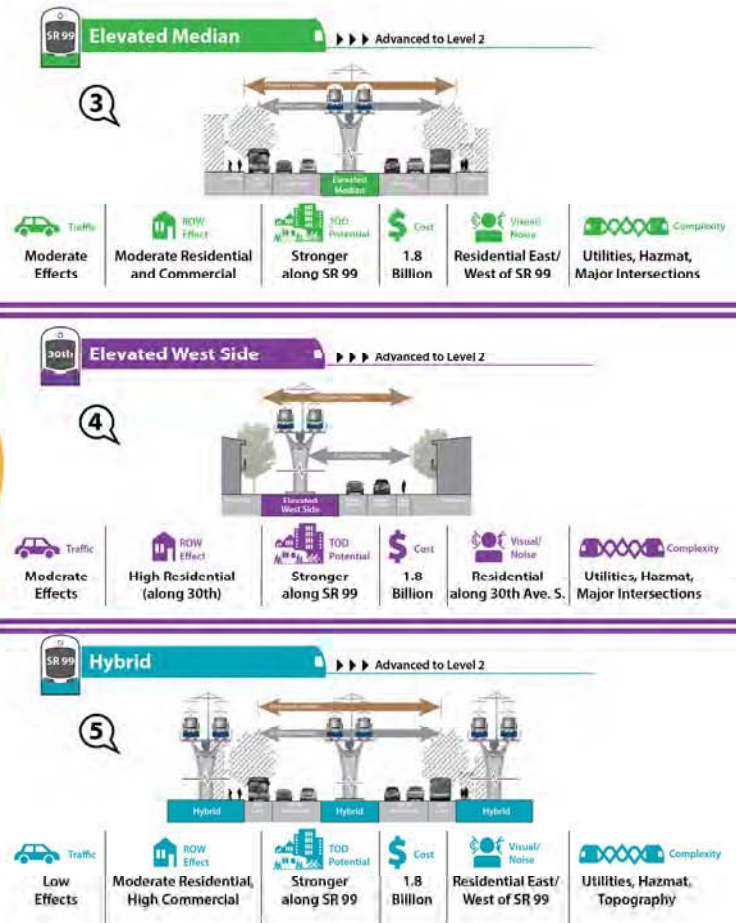 SR 99
Elevated Median
Advanced to Level 2
3
Elevated
Median
Traffic
Moderate
Effects
ROW
Effect
Moderate Residential
and Commercial
TOD
Potential
Stronger
along SR 99
$ Cost
1.8
Billion
Visual/
Noise
Residential East/
West of SR 99
Complexity
Utilities, Hazmat,
Major Intersections
30th
Elevated West Side
Advanced to Level 2
4
Elevated
West Side
Traffic
Moderate
Effects
ROW
Effect
High Residential
(along 30th)
TOD
Potential
Stronger
along SR 99
$ Cost
1.8
Billion
Visual/
Noise
Residential
along 30th Ave. S.
Complexity
Utilities, Hazmat,
Major Intersections
SR 99
Hybrid
Advanced to Level 2
5
Hybrid
Hybrid
Hybrid
Traffic
Low
Effects
ROW
Effect
Moderate Residential,
High Commercial
TOD
Potential
Stronger
along SR 99
$ Cost
1.8
Billion
Visual/
Noise
Residential East/
West of SR 99
Complexity
Utilities, Hazmat,
Topography